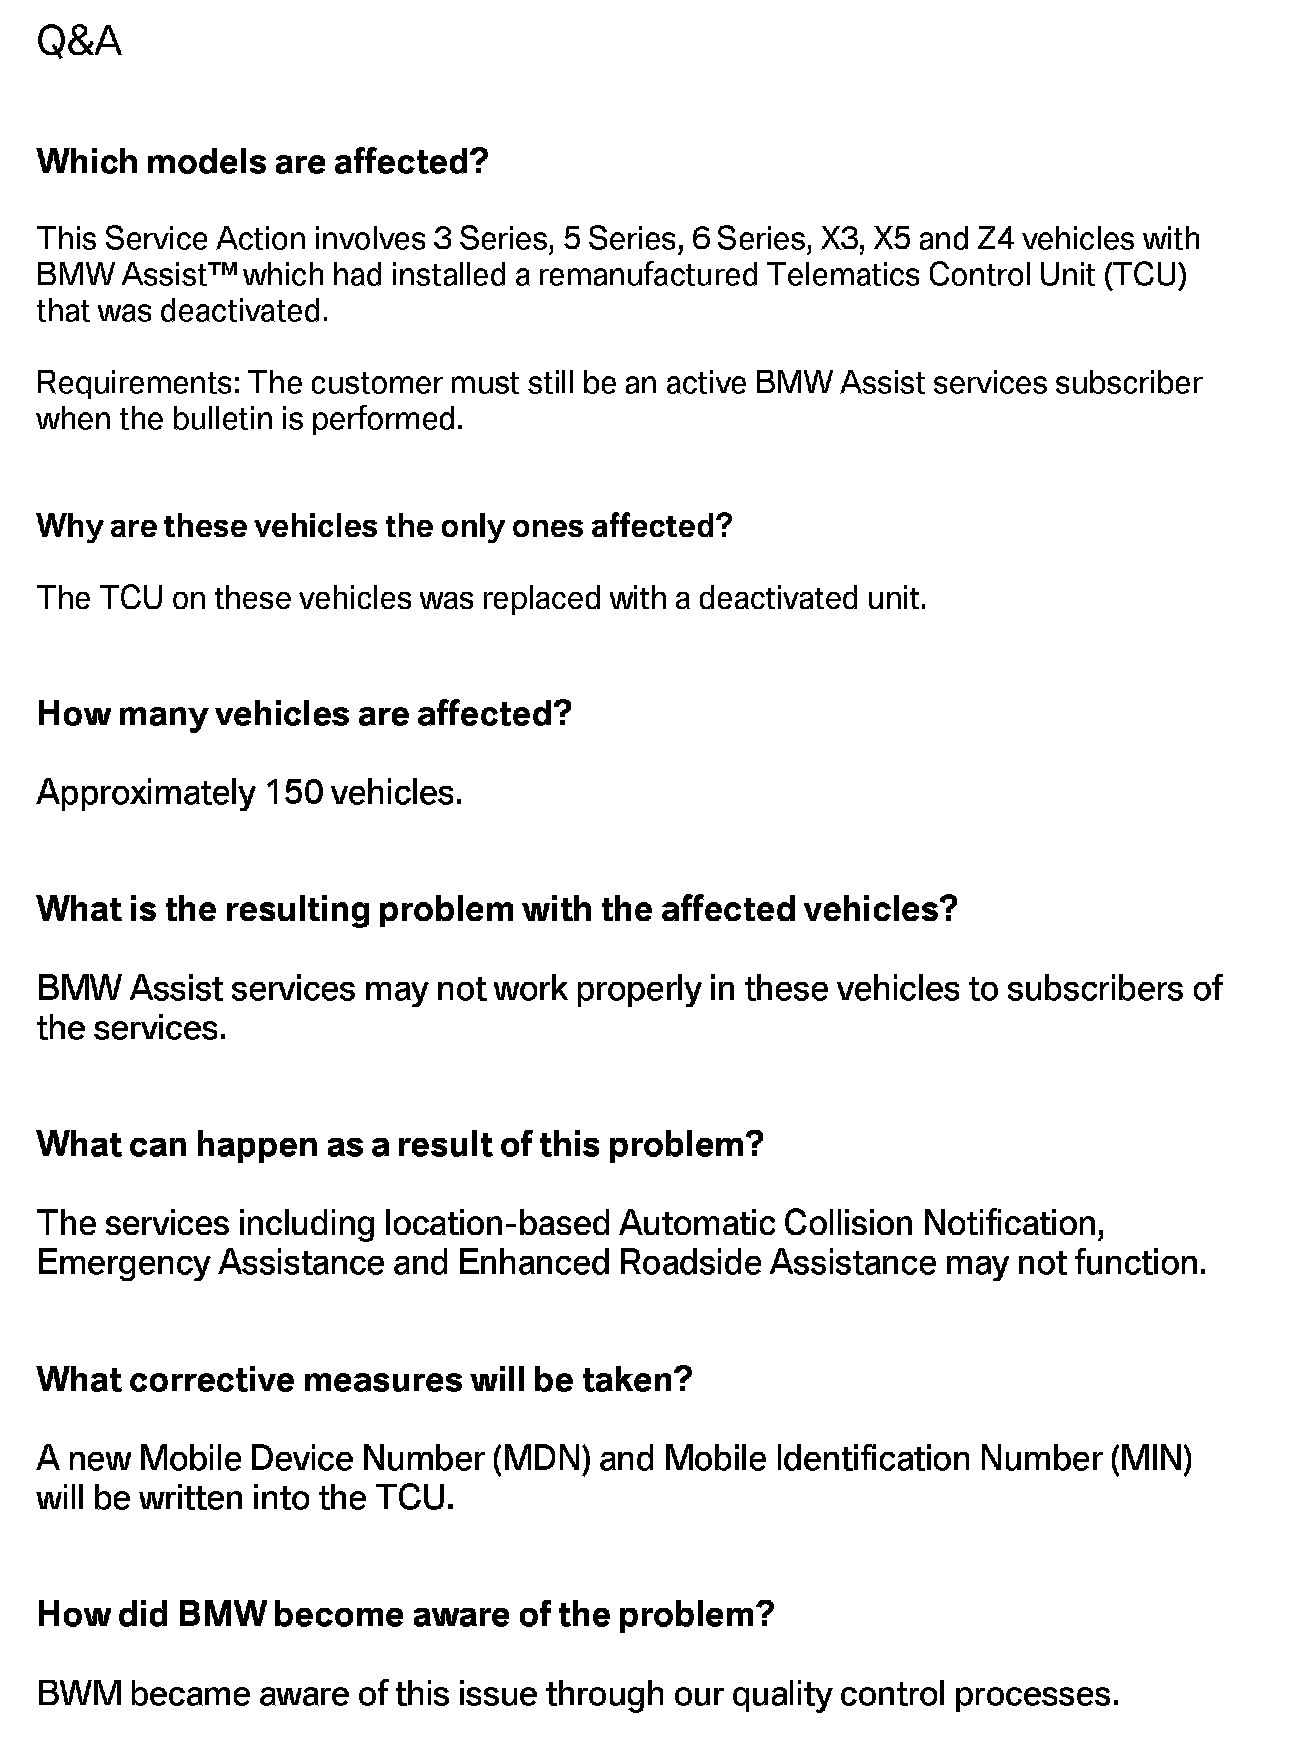 Q&A
Which models are affected?
This Service Action involves 3 Series, 5 Series, 6 Series, X3, X5 and Z4 vehicles with
BMW Assist™ which had installed a remanufactured Telematics Control Unit (TCU)
that was deactivated.
Requirements: The customer must still be an active BMW Assist services subscriber
when the bulletin is performed.
Why are these vehicles the only ones affected?
The TCU on these vehicles was replaced with a deactivated unit.
How many vehicles are affected?
Approximately 150 vehicles.
What is the resulting problem with the affected vehicles?
BMW Assist services may not work properly in these vehicles to subscribers of
the services.
What can happen as a result of this problem?
The services including location-based Automatic Collision Notification,
Emergency Assistance and Enhanced Roadside Assistance may not function.
What corrective measures will be taken?
A new Mobile Device Number (MDN) and Mobile Identification Number (MIN)
will be written into the TCU.
How did BMW become aware of the problem?
BWM became aware of this issue through our quality control processes.